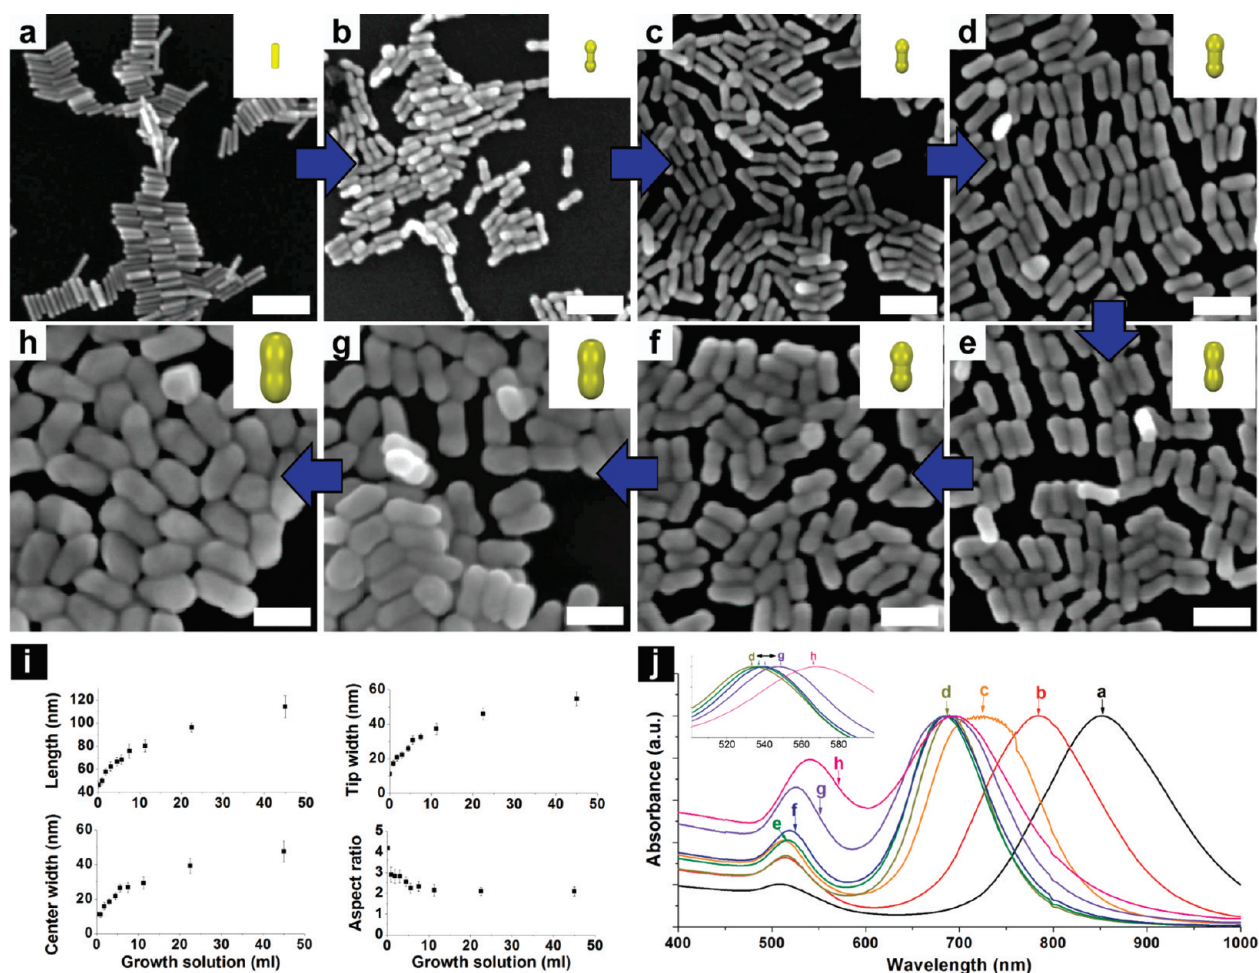 a
b
c
d
h
g
f
e
i
Length (nm)
120
100
80
60
40
0 10 20 30 40 50
Tip width (nm)
60
40
20
0
0 10 20 30 40 50
Center width (nm)
60
40
20
0
0 10 20 30 40 50
Growth solution (ml)
Aspect ratio
5
4
3
2
1
0
0 10 20 30 40 50
Growth solution (ml)
j
d g h
520 540 560 580
d c b a
h
g
f
e
Absorbance (a.u.)
400 500 600 700 800 900 1000
Wavelength (nm)